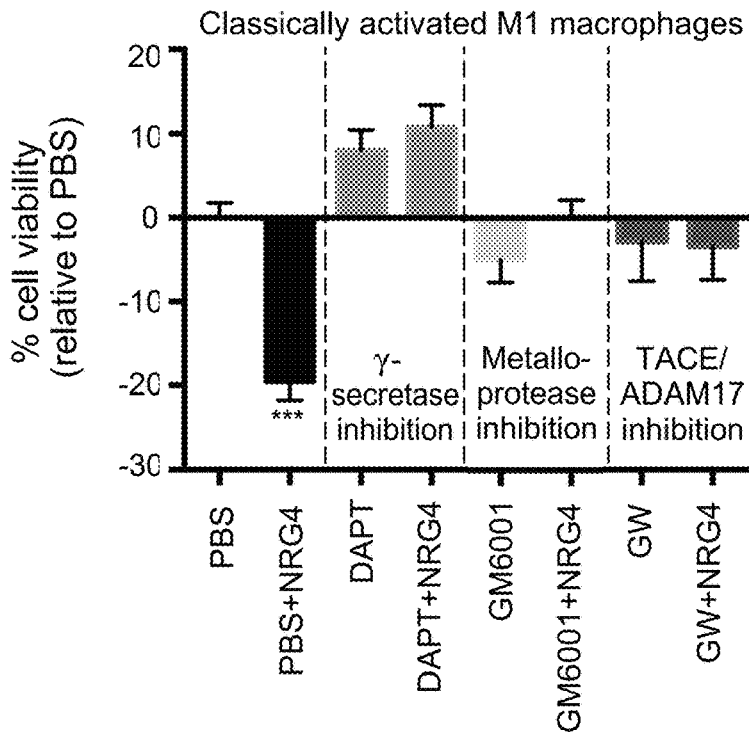 Classically activated M1 macrophages
% cell viability
(relative to PBS)
20
10
0
-10
-20
-30
***
γ-
secretase
inhibition
Metallo-
protease
inhibition
TACE/
ADAM17
inhibition
PBS
PBS+NRG4
DAPT
DAPT+NRG4
GM6001
GM6001+NRG4
GW
GW+NRG4